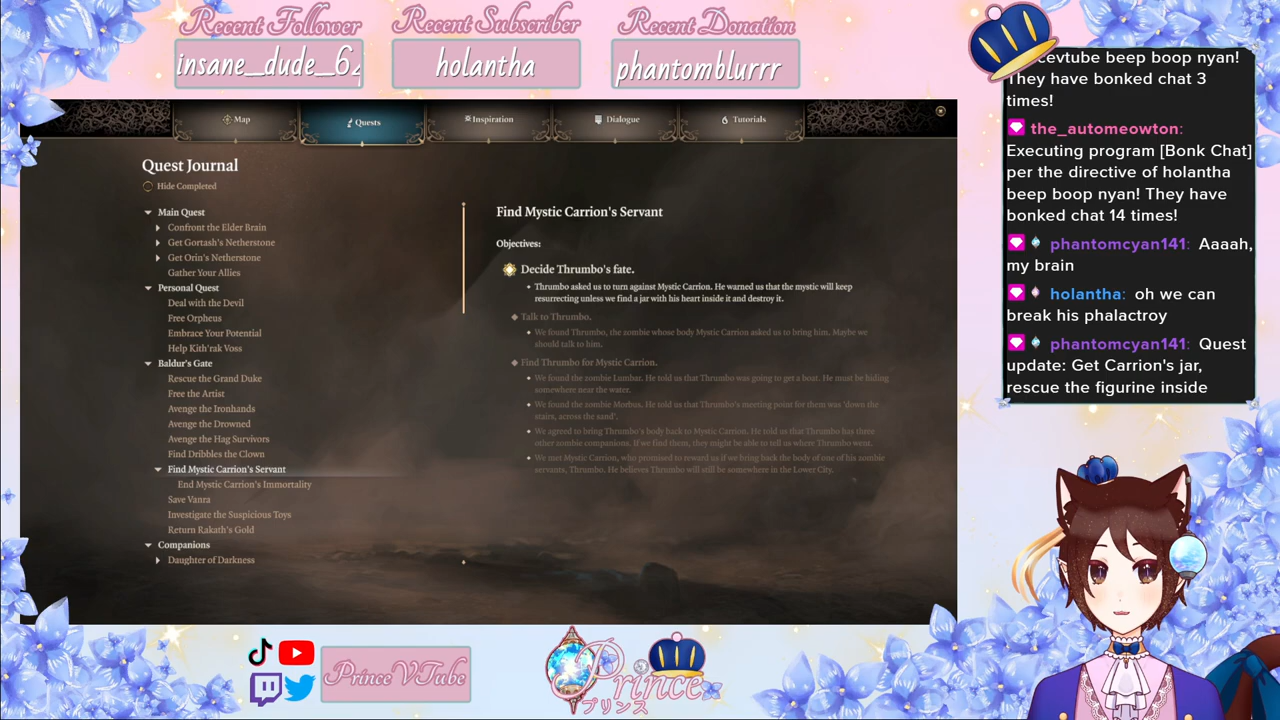 Recent Follower
insane_dude_6
Recent Subscriber
holantha
Recent Donation
phantomblurrr
Map
Quests
Inspiration
Dialogue
Tutorials
Quest Journal
Hide Completed
Main Quest
Confront the Elder Brain
Get Gortash's Netherstone
Get Orin's Netherstone
Gather Your Allies
Personal Quest
Deal with the Devil
Free Orpheus
Embrace Your Potential
Help Kith'rak Voss
Baldur's Gate
Rescue the Grand Duke
Free the Artist
Avenge the Ironhands
Avenge the Drowned
Avenge the Hag Survivors
Find Dribbles the Clown
Find Mystic Carrion's Servant
End Mystic Carrion's Immortality
Save Vanra
Investigate the Suspicious Toys
Return Rakath's Gold
Companions
Daughter of Darkness
Find Mystic Carrion's Servant
Objectives:
Decide Thrumbo's fate.
Thrumbo asked us to turn against Mystic Carrion. He warned us that the mystic will keep
resurrecting unless we find a jar with his heart inside it and destroy it.
Talk to Thrumbo.
We found Thrumbo, the zombie whose body Mystic Carrion asked us to bring him. Maybe we
should talk to him.
Find Thrumbo for Mystic Carrion.
We found the zombie Lumbar. He told us that Thrumbo was going to get a boat. He must be hiding
somewhere near the water.
We found the zombie Morbus. He told us that Thrumbo's meeting point for them was 'down the
stairs, across the sand'.
We agreed to bring Thrumbo's body back to Mystic Carrion. He told us that Thrumbo has three
other zombie companions. If we find them, they might be able to tell us where Thrumbo went.
We met Mystic Carrion, who promised to reward us if we bring back the body of one of his zombie
servants, Thrumbo. He believes Thrumbo will still be somewhere in the Lower City.
cevtube beep boop nyan!
They have bonked chat 3
times!
the_automeowton:
Executing program [Bonk Chat]
per the directive of holantha
beep boop nyan! They have
bonked chat 14 times!
phantomcyan141: Aaaah,
my brain
holantha: oh we can
break his phalactroy
phantomcyan141: Quest
update: Get Carrion's jar,
rescue the figurine inside
PrinceVTube
Prince
プリンス